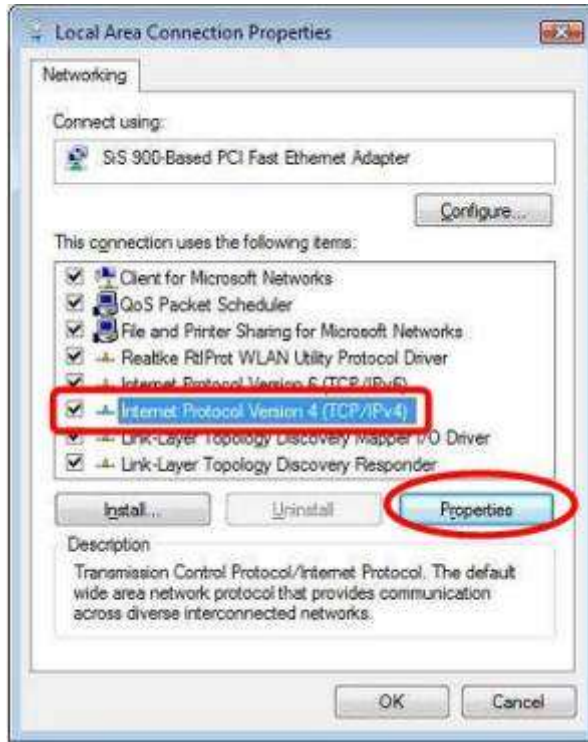 Local Area Connection Properties
Networking
Connect using:
SiS 900-Based PCI Fast Ethernet Adapter
Configure...
This connection uses the following items:
Client for Microsoft Networks
QoS Packet Scheduler
File and Printer Sharing for Microsoft Networks
Realtke RtlProt WLAN Utility Protocol Driver
Internet Protocol Version 6 (TCP/IPv6)
Internet Protocol Version 4 (TCP/IPv4)
Link-Layer Topology Discovery Mapper I/O Driver
Link-Layer Topology Discovery Responder
Install...
Uninstall
Properties
Description
Transmission Control Protocol/Internet Protocol. The default
wide area network protocol that provides communication
across diverse interconnected networks.
OK
Cancel